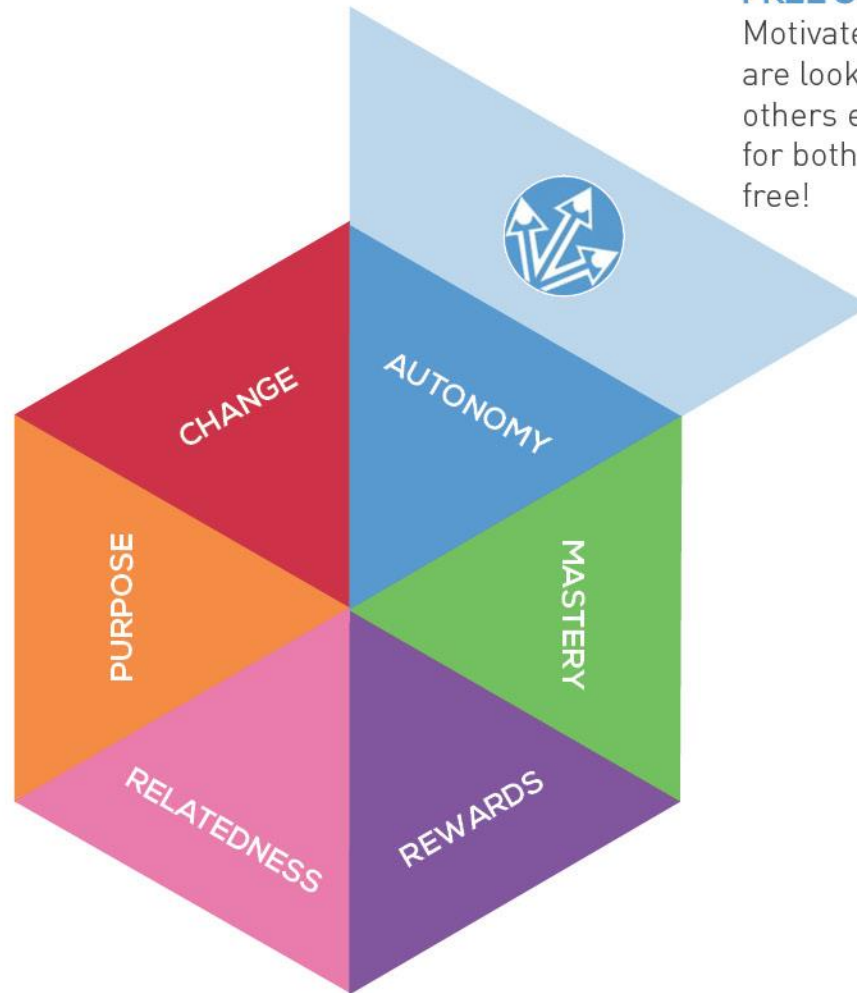 Motivate
are look
others e
for both
free!
CHANGE
AUTONOMY
PURPOSE
MASTERY
RELATEDNESS
REWARDS